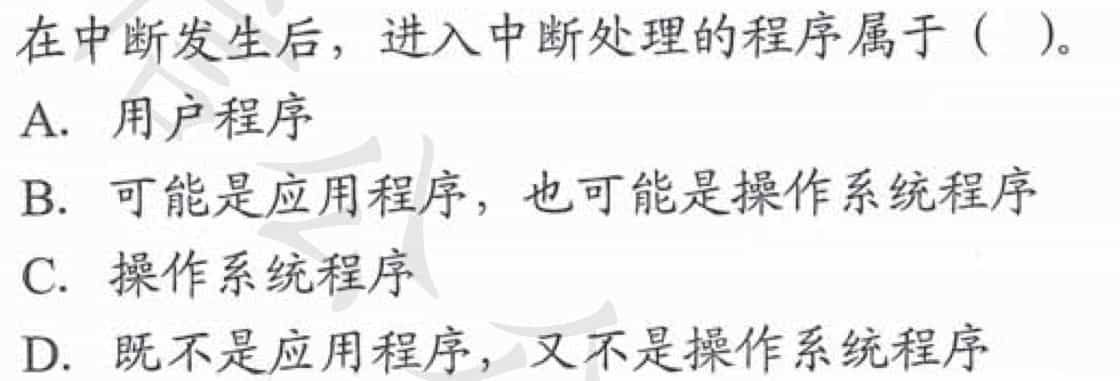 在中断发生后，进入中断处理的程序属于（ ）。
A. 用户程序
B. 可能是应用程序，也可能是操作系统程序
C. 操作系统程序
D. 既不是应用程序，又不是操作系统程序